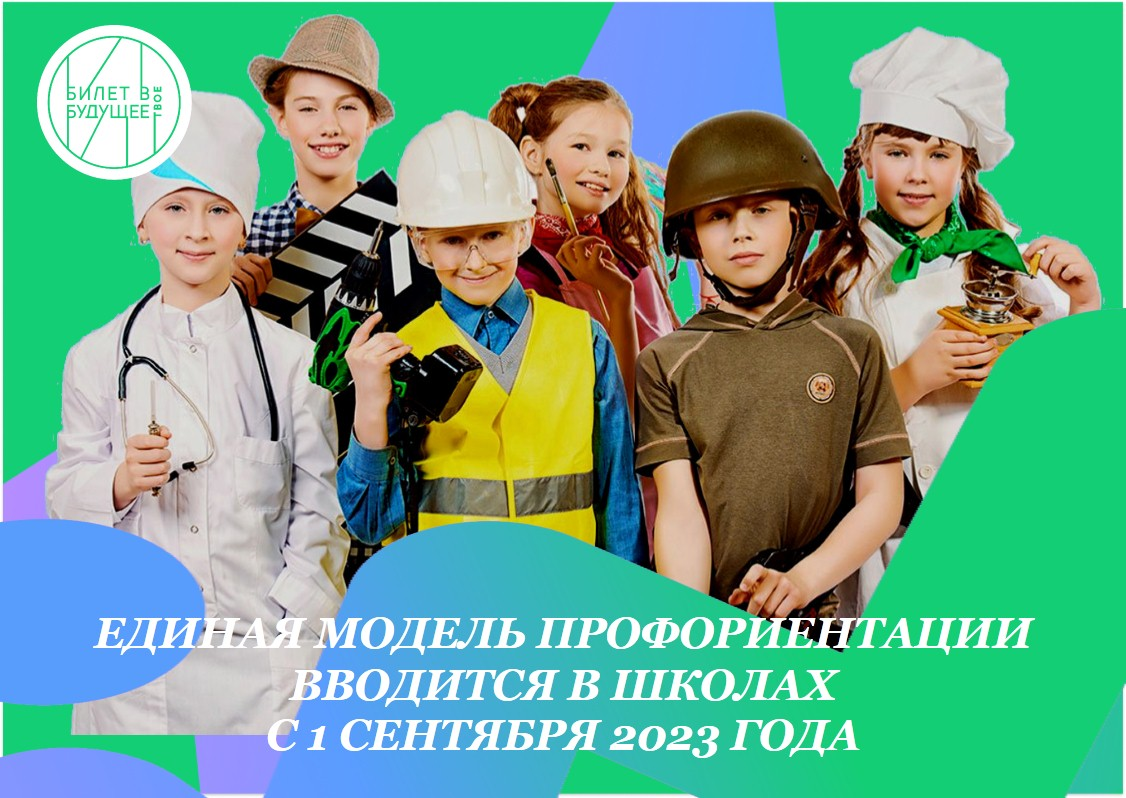 БИЛЕТ В
БУДУЩЕЕ
ТВОЕ
ЕДИНАЯ МОДЕЛЬ ПРОФОРИЕНТАЦИИ
ВВОДИТСЯ В ШКОЛАХ
С 1 СЕНТЯБРЯ 2023 ГОДА